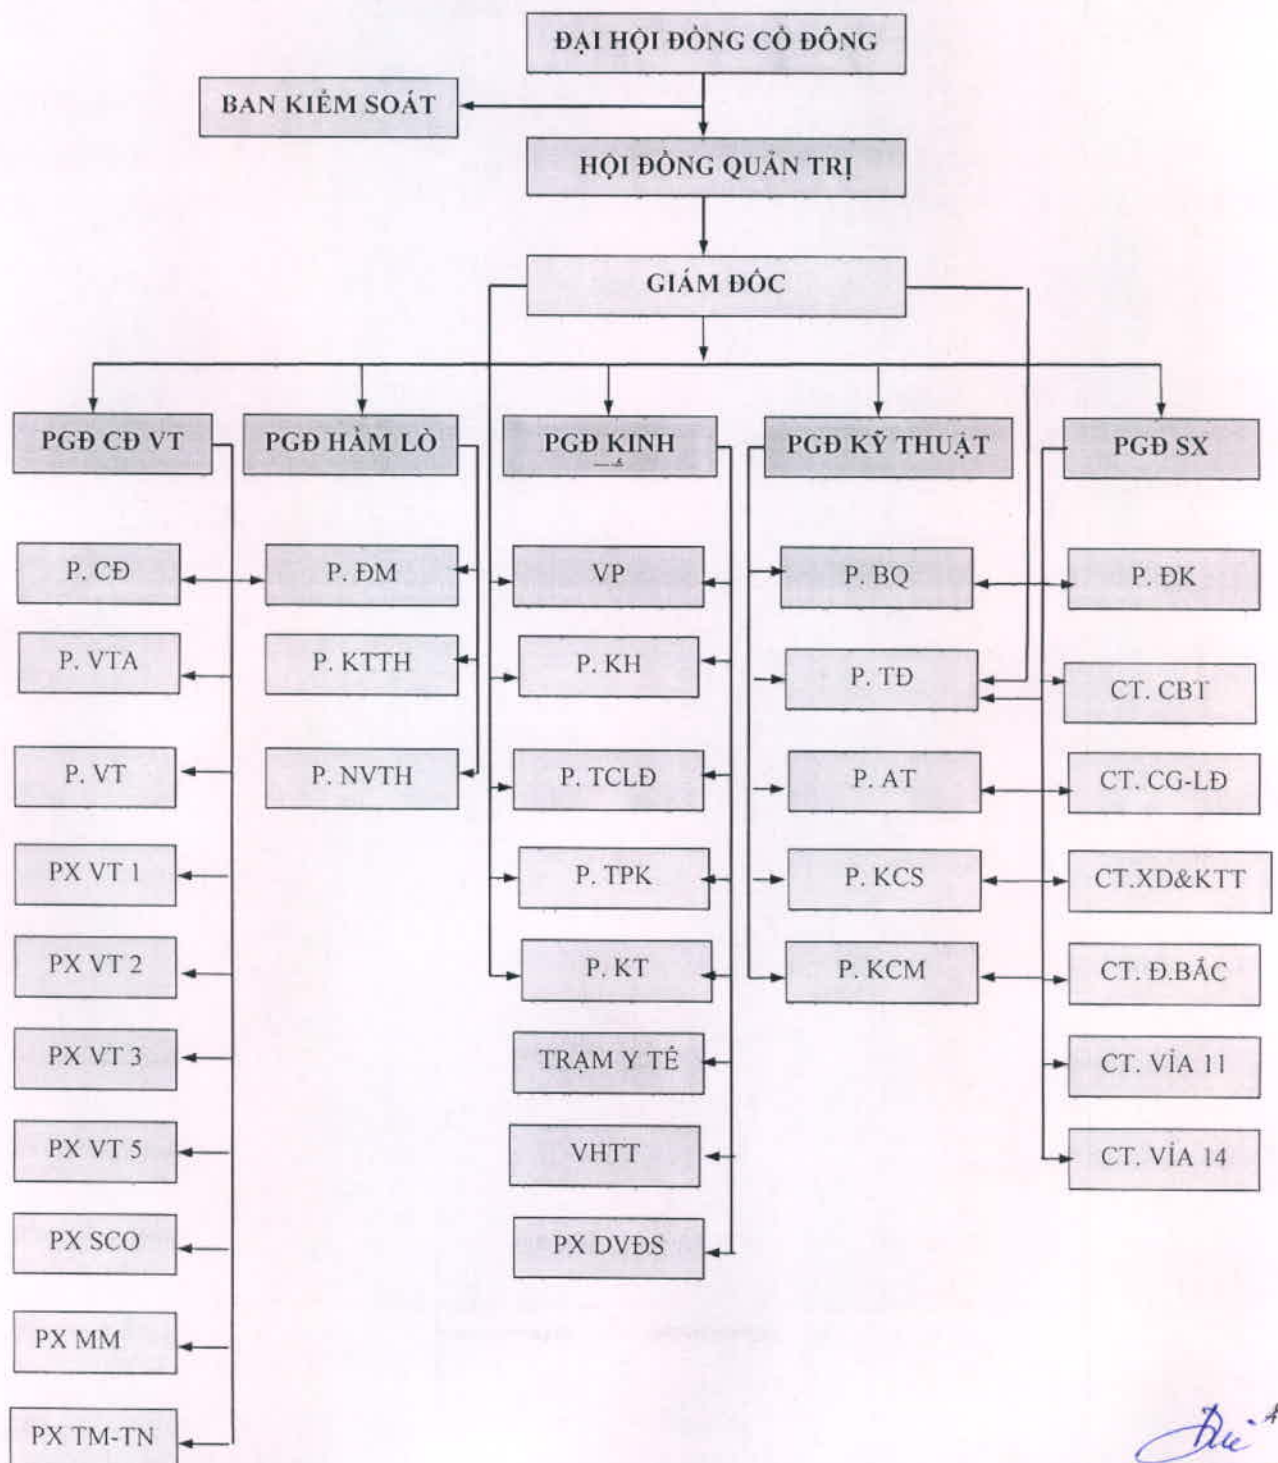 ĐẠI HỘI ĐỒNG CỔ ĐÔNG
BAN KIỂM SOÁT
HỘI ĐỒNG QUẢN TRỊ
GIÁM ĐỐC
PGĐ CĐ VT
PGĐ HẦM LÒ
PGĐ KINH
PGĐ KỸ THUẬT
PGĐ SX
P. CĐ
P. ĐM
VP
P. BQ
P. ĐK
P. VTA
P. KTTH
P. KH
P. TĐ
CT. CBT
P. VT
P. NVTH
P. TCLĐ
P. AT
CT. CG-LĐ
PX VT 1
P. TPK
P. KCS
CT.XD&KTT
PX VT 2
P. KT
P. KCM
CT. Đ.BẮC
PX VT 3
TRẠM Y TẾ
CT. VỈA 11
PX VT 5
VHTT
CT. VỈA 14
PX SCO
PX DVĐS
PX MM
PX TM-TN